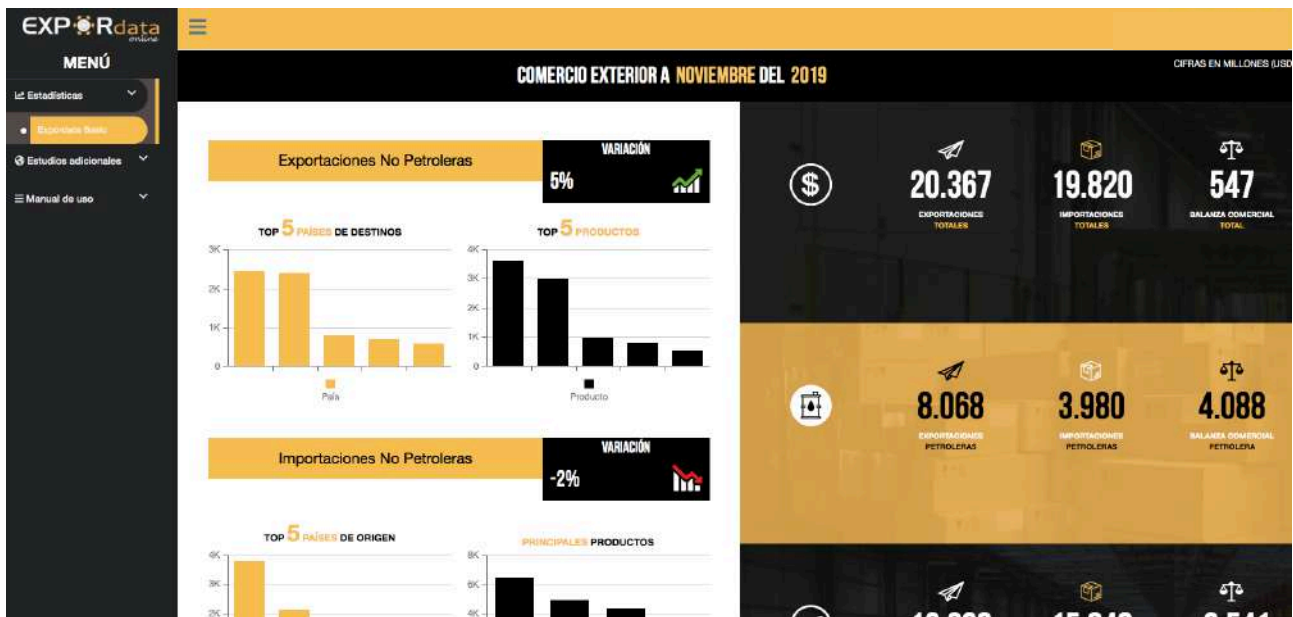 EXPORdata
online
MENÚ
Estadísticas
Estudios adicionales
Manual de uso
COMERCIO EXTERIOR A NOVIEMBRE DEL 2019
CIFRAS EN MILLONES (USD
Exportaciones No Petroleras
VARIACIÓN
5%
TOP 5 PAÍSES DE DESTINOS
3K
2K
1K
0
País
TOP 5 PRODUCTOS
4K
3K
2K
1K
0
Producto
Importaciones No Petroleras
VARIACIÓN
-2%
TOP 5 PAÍSES DE ORIGEN
4K
3K
2K
PRINCIPALES PRODUCTOS
8K
6K
4K
20.367
EXPORTACIONES
TOTALES
19.820
IMPORTACIONES
TOTALES
547
BALANZA COMERCIAL
TOTAL
8.068
EXPORTACIONES
PETROLERAS
3.980
IMPORTACIONES
PETROLERAS
4.088
BALANZA COMERCIAL
PETROLERA